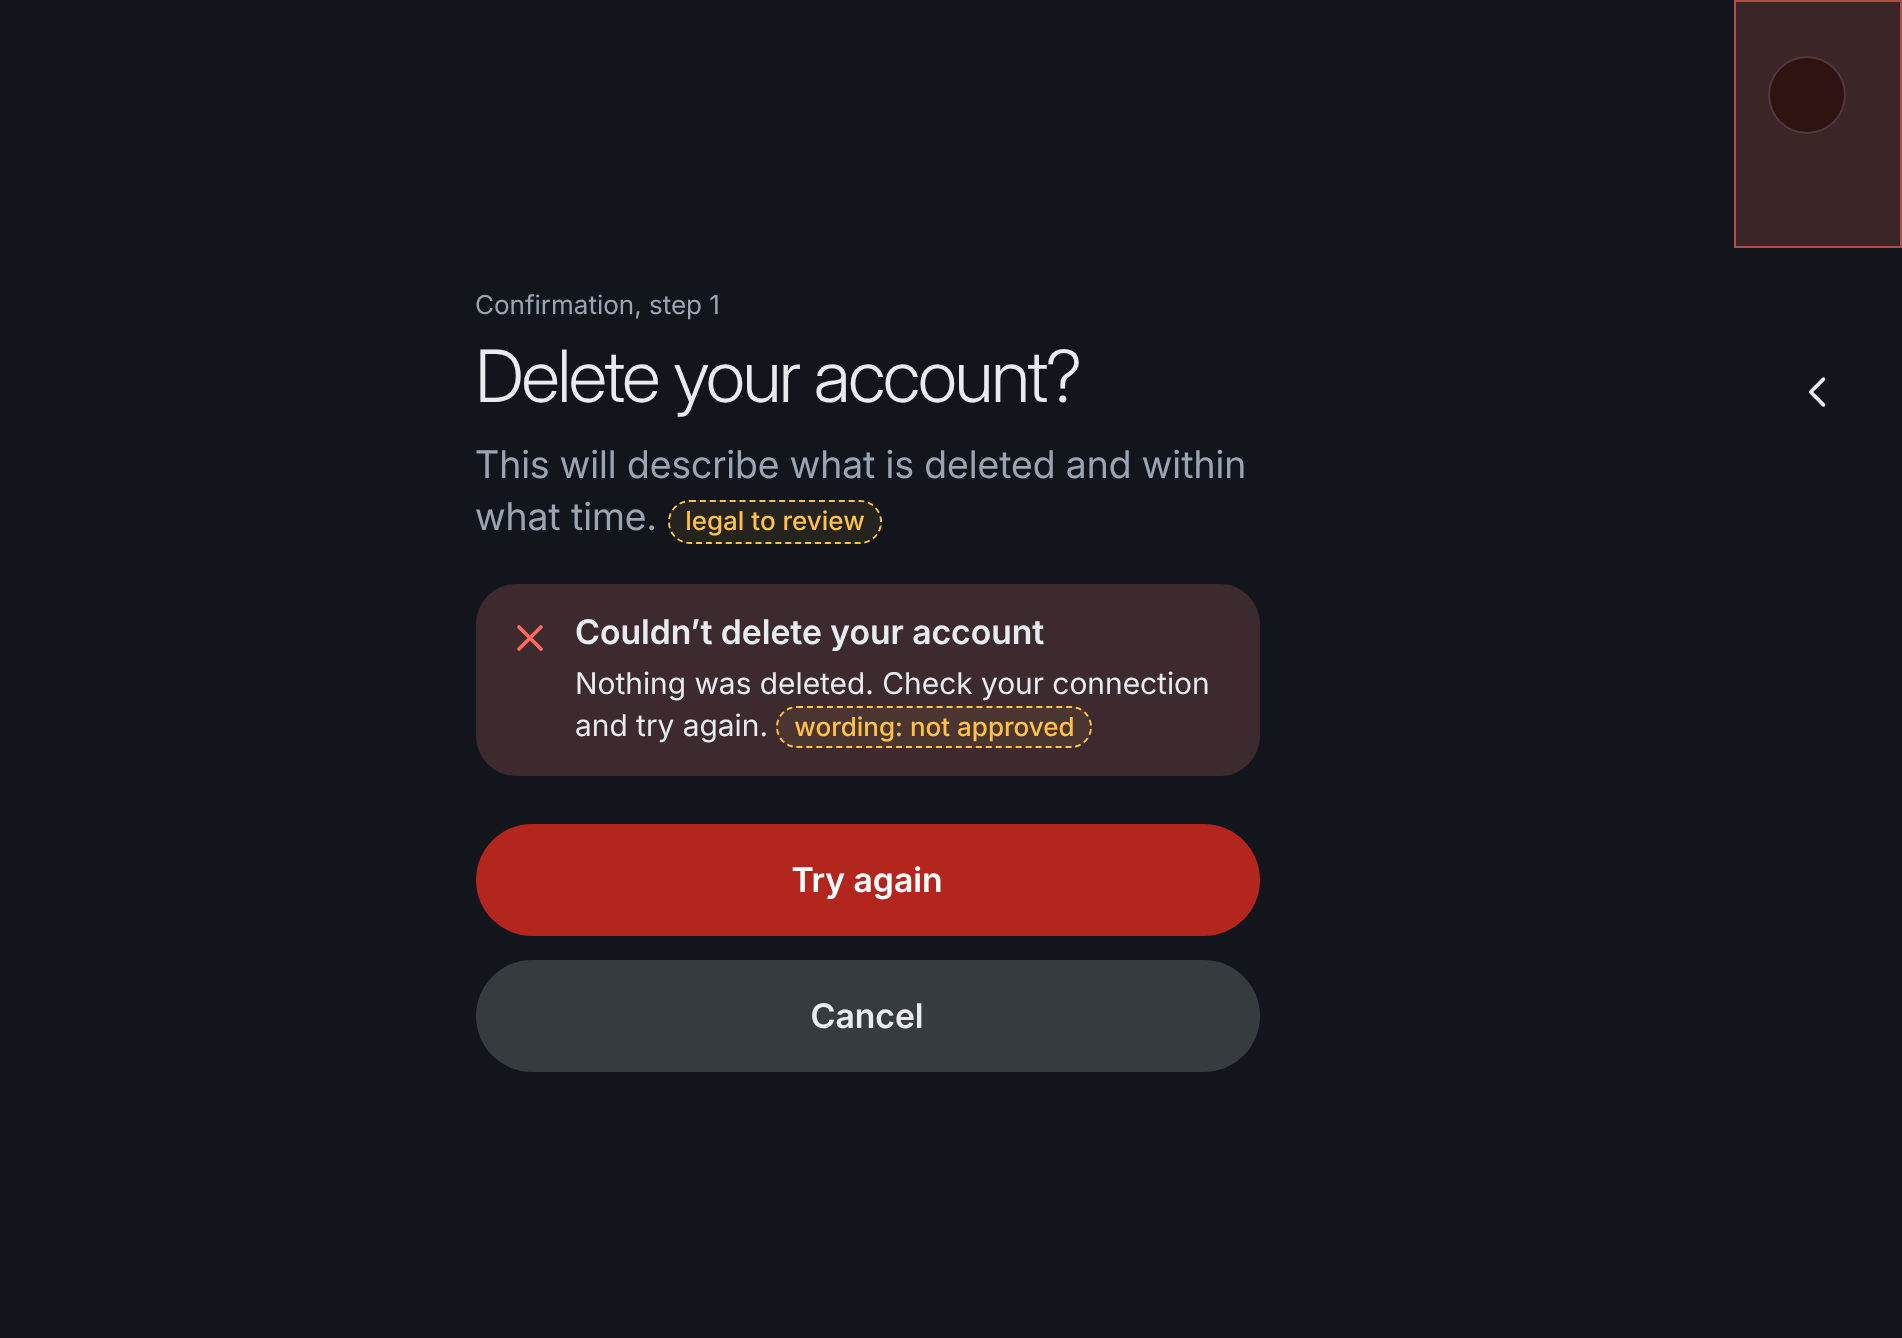 Confirmation, step 1
Delete your account?
This will describe what is deleted and within
what time. legal to review
Couldn’t delete your account
Nothing was deleted. Check your connection
and try again. wording: not approved
Try again
Cancel